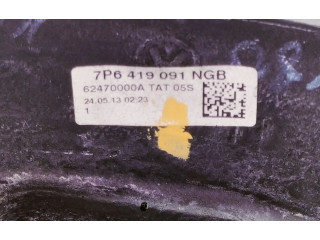 7P6 419 091 NGB
62470000A TAT 05S
24.05.13 02:23
1